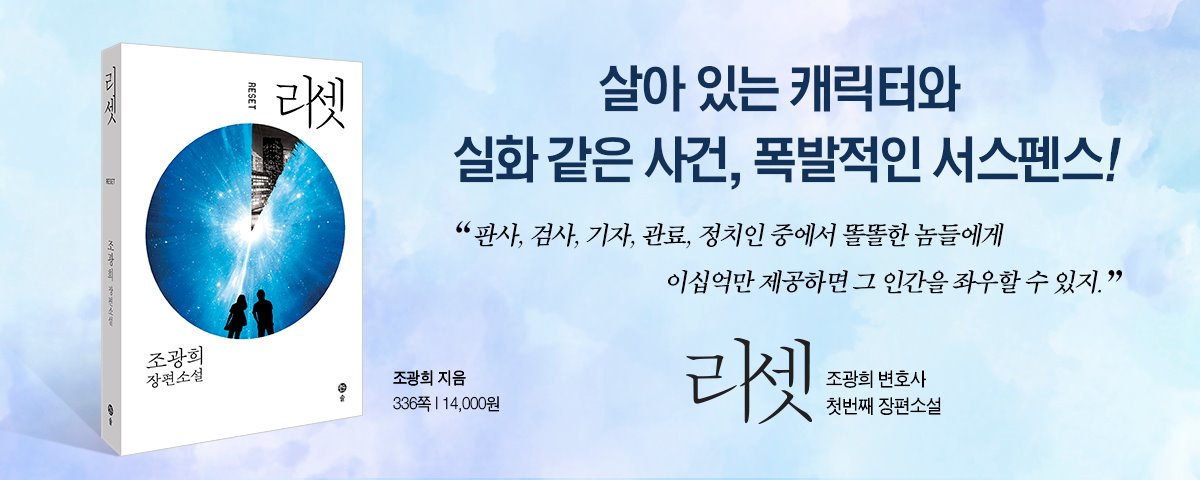 리셋
RESET
조광희 장편소설
솔
RESET
리셋
조광희
장편소설
솔
살아 있는 캐릭터와
실화 같은 사건, 폭발적인 서스펜스!
“판사, 검사, 기자, 관료, 정치인 중에서 똘똘한 놈들에게
이십억만 제공하면 그 인간을 좌우할 수 있지.”
조광희 지음
336쪽 | 14,000원
리셋
조광희 변호사
첫번째 장편소설